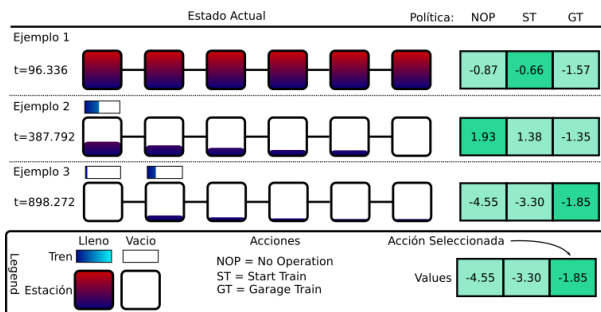 Estado Actual Política: NOP ST GT
Ejemplo 1
t=96.336 -0.87 -0.66 -1.57
Ejemplo 2
t=387.792 1.93 1.38 -1.35
Ejemplo 3
t=898.272 -4.55 -3.30 -1.85
Legend
Lleno Vacio
Tren
Estación
Acciones
NOP = No Operation
ST = Start Train
GT = Garage Train
Acción Seleccionada
Values -4.55 -3.30 -1.85